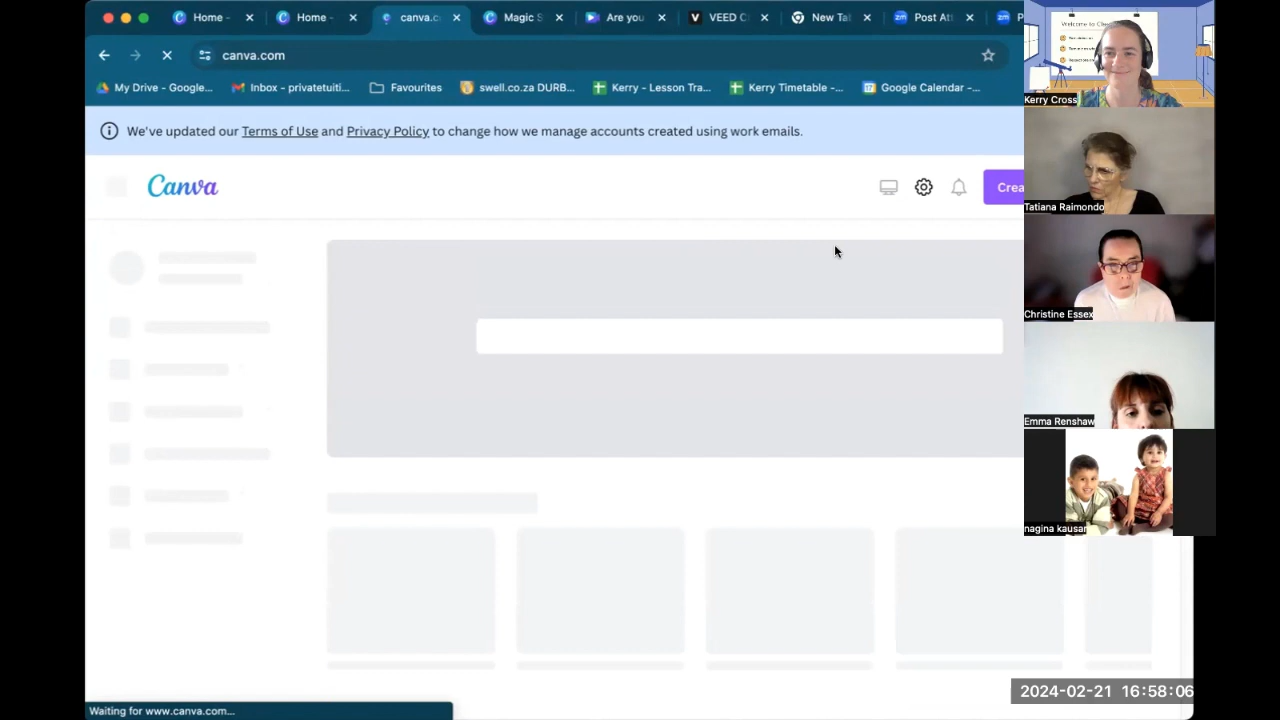 Home -
Home -
canva.c
Magic S
Are you
VEED C
New Tal
Post Att
P
canva.com
My Drive - Google...
Inbox - privatetuiti...
Favourites
swell.co.za DURB...
Kerry - Lesson Tra...
Kerry Timetable -...
Google Calendar -...
We've updated our Terms of Use and Privacy Policy to change how we manage accounts created using work emails.
Canva
Crea
Kerry Cross
Tatiana Raimondo
Christine Essex
Emma Renshaw
nagina kausar
2024-02-21 16:58:06
Waiting for www.canva.com...